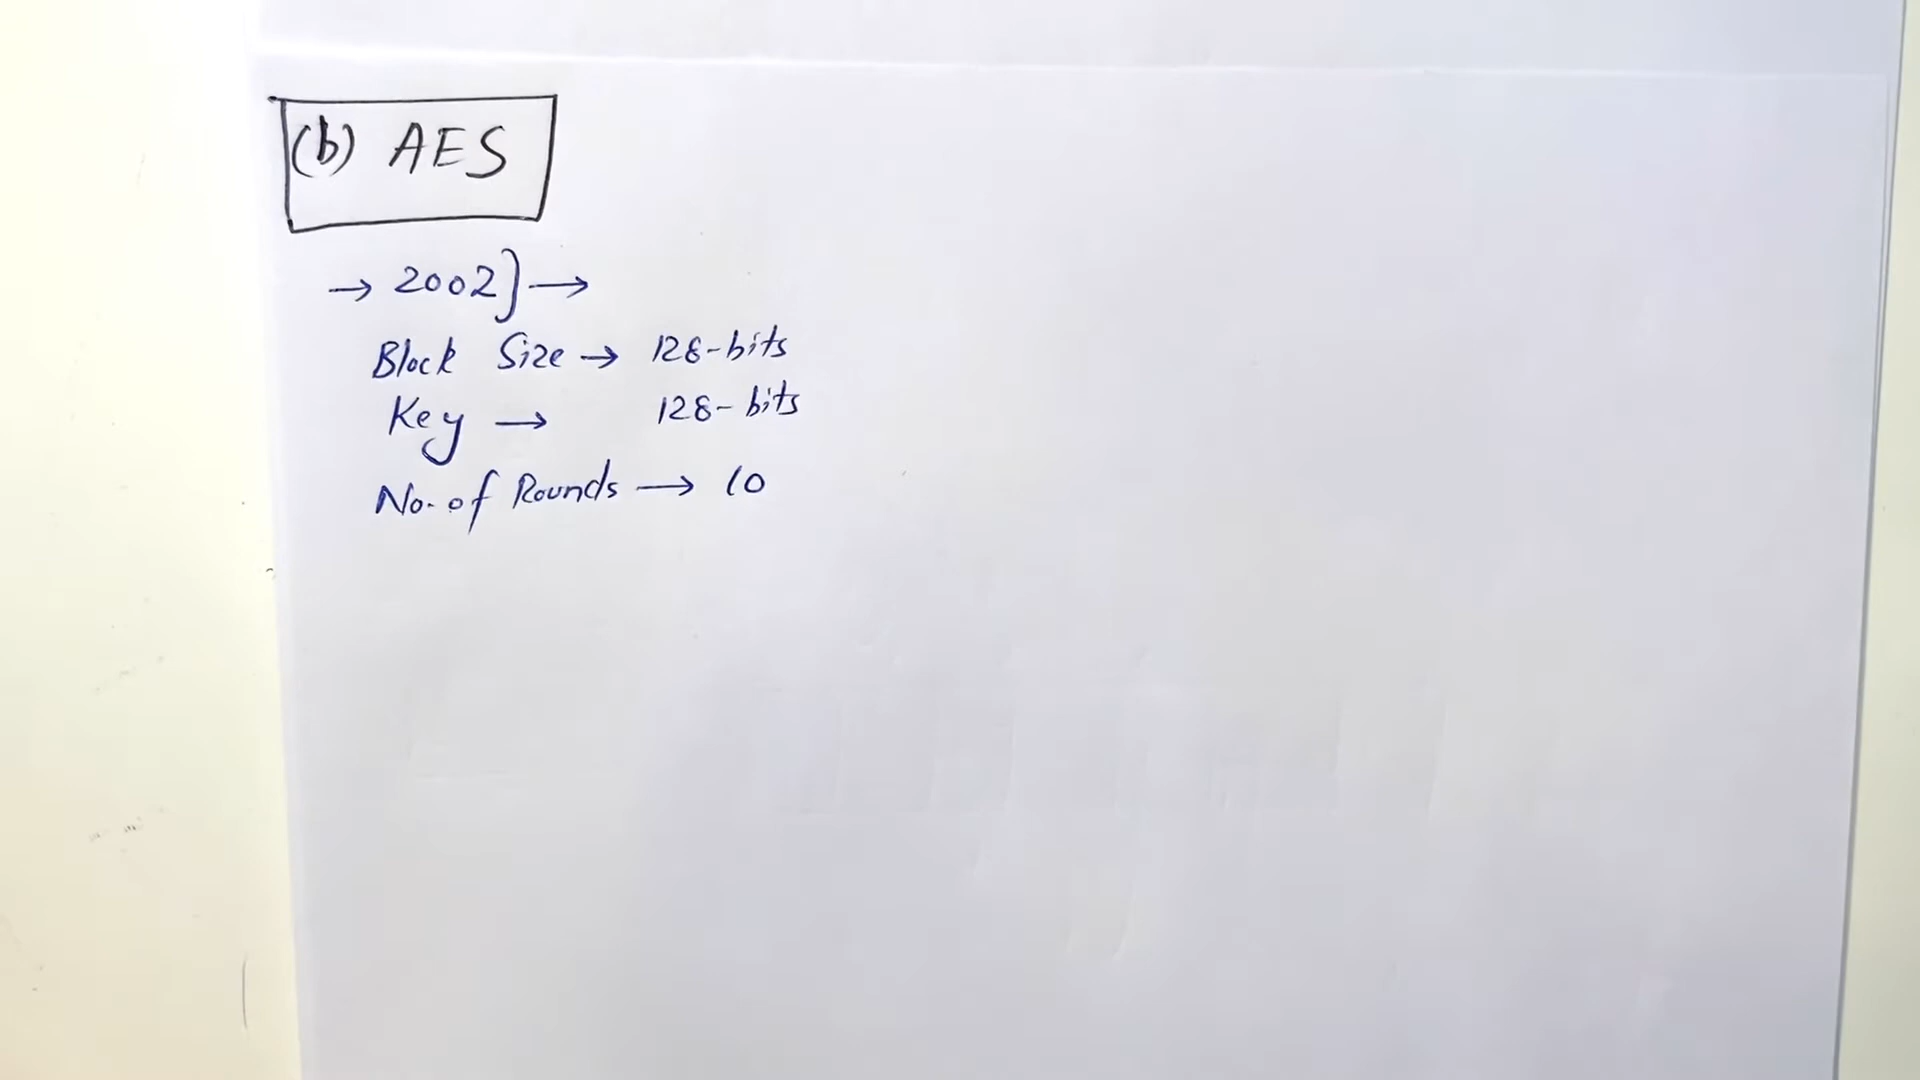 (b) AES
→ 2002] →
Block Size → 128-bits
Key → 128-bits
No. of Rounds → 10